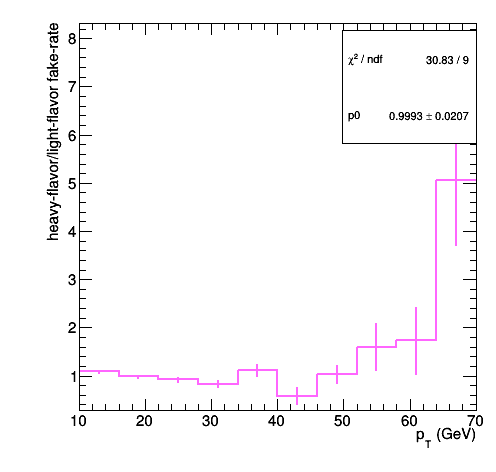 heavy-flavor/light-flavor fake-rate
χ² / ndf 30.83 / 9
p0 0.9993 ± 0.0207
8
7
6
5
4
3
2
1
10 20 30 40 50 60 70
p_T (GeV)